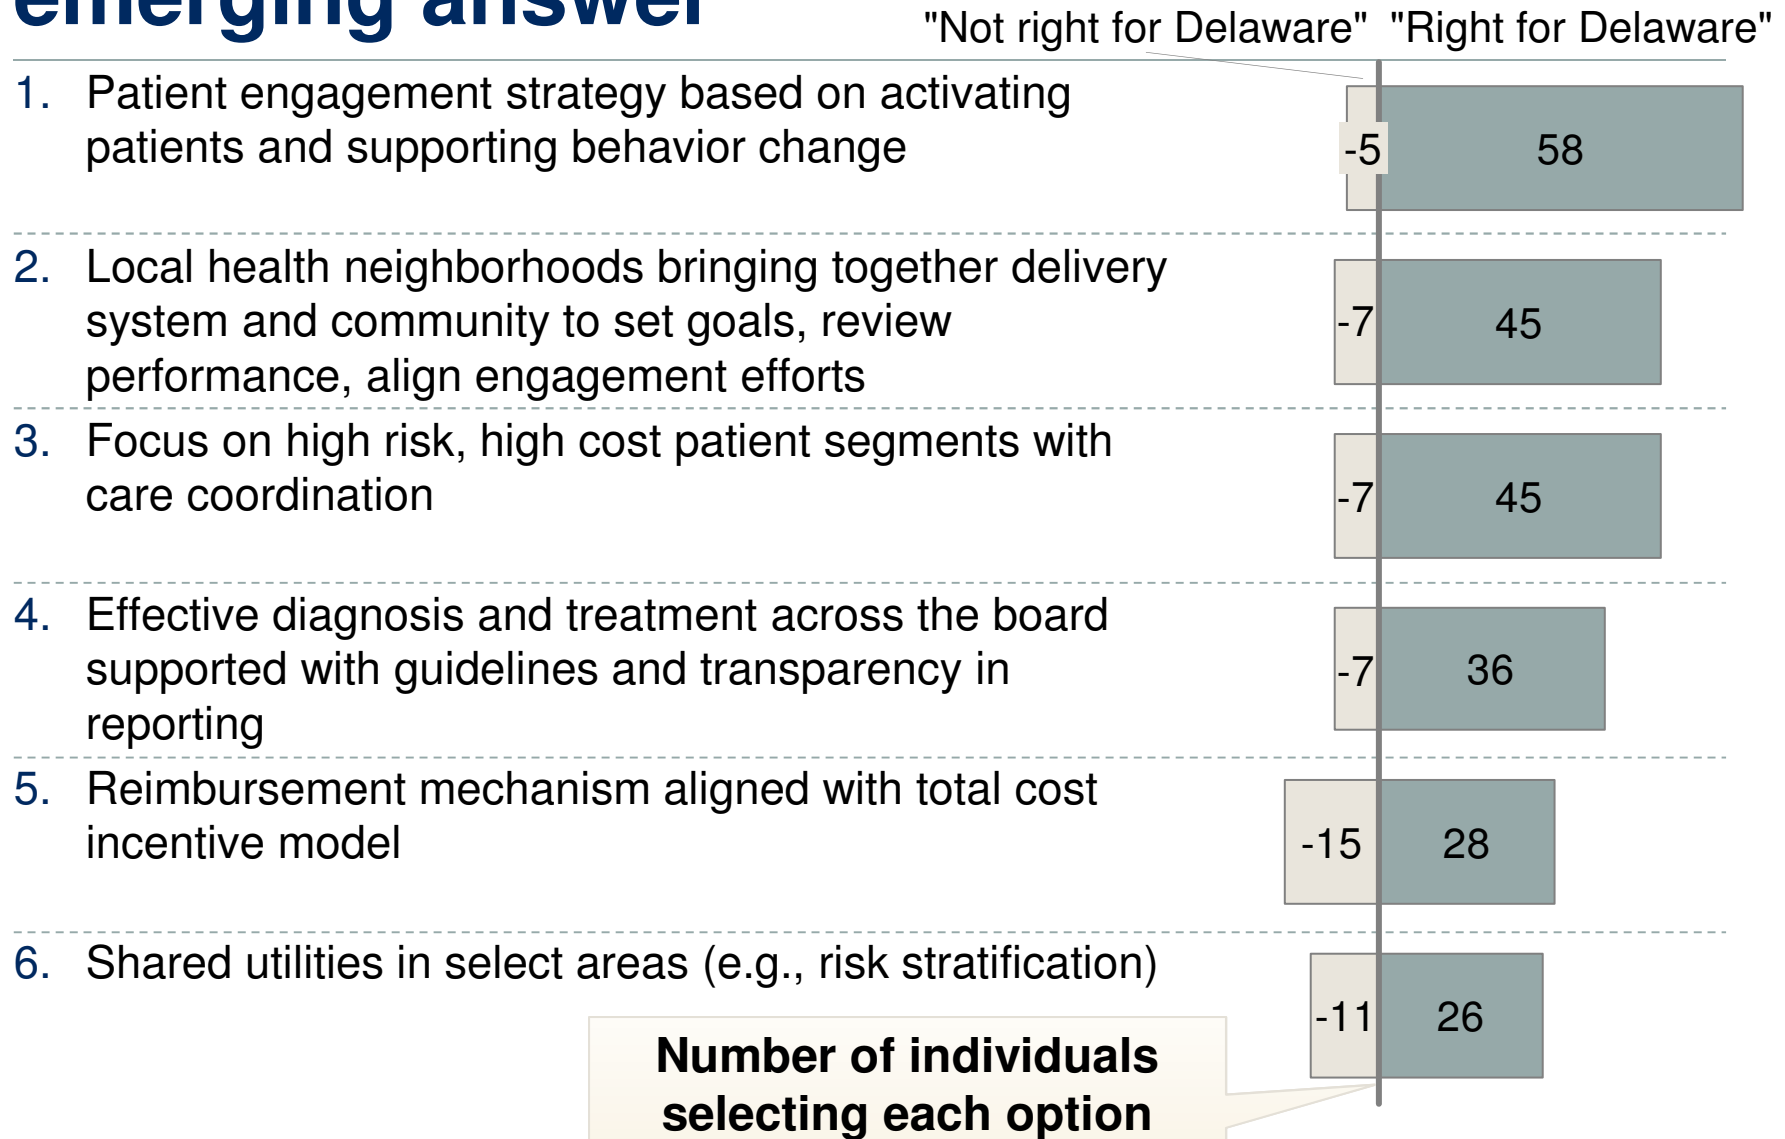 emerging answer
"Not right for Delaware" "Right for Delaware"
1. Patient engagement strategy based on activating
patients and supporting behavior change
-5 58
2. Local health neighborhoods bringing together delivery
system and community to set goals, review
performance, align engagement efforts
-7 45
3. Focus on high risk, high cost patient segments with
care coordination
-7 45
4. Effective diagnosis and treatment across the board
supported with guidelines and transparency in
reporting
-7 36
5. Reimbursement mechanism aligned with total cost
incentive model
-15 28
6. Shared utilities in select areas (e.g., risk stratification)
-11 26
Number of individuals
selecting each option